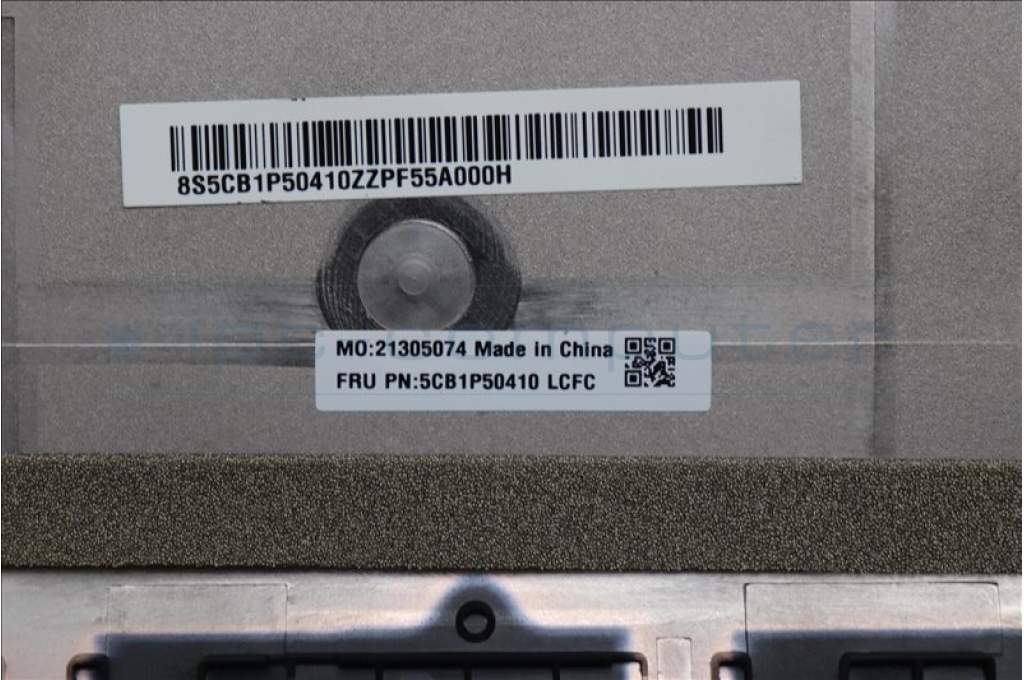 8S5CB1P50410ZZPF55A000H
MO:21305074 Made in China
FRU PN:5CB1P50410 LCFC